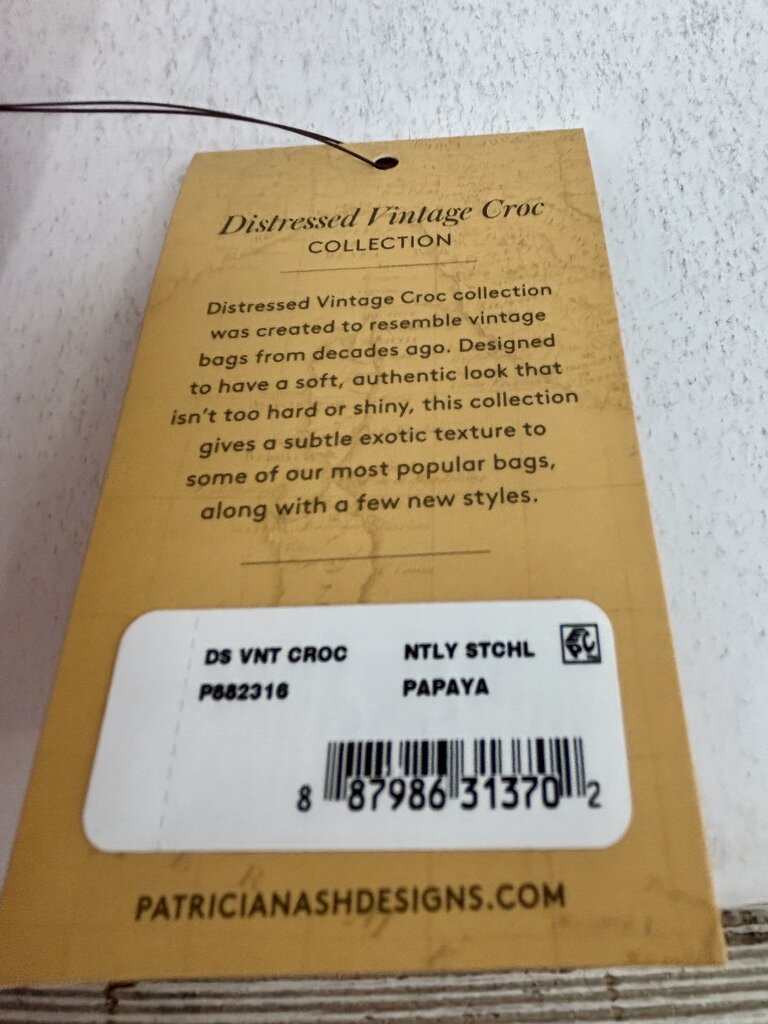 Distressed Vintage Croc
COLLECTION
Distressed Vintage Croc collection
was created to resemble vintage
bags from decades ago. Designed
to have a soft, authentic look that
isn't too hard or shiny, this collection
gives a subtle exotic texture to
some of our most popular bags,
along with a few new styles.
DS VNT CROC NTLY STCHL
P682316 PAPAYA
8 87986 31370 2
PATRICIANASHDESIGNS.COM